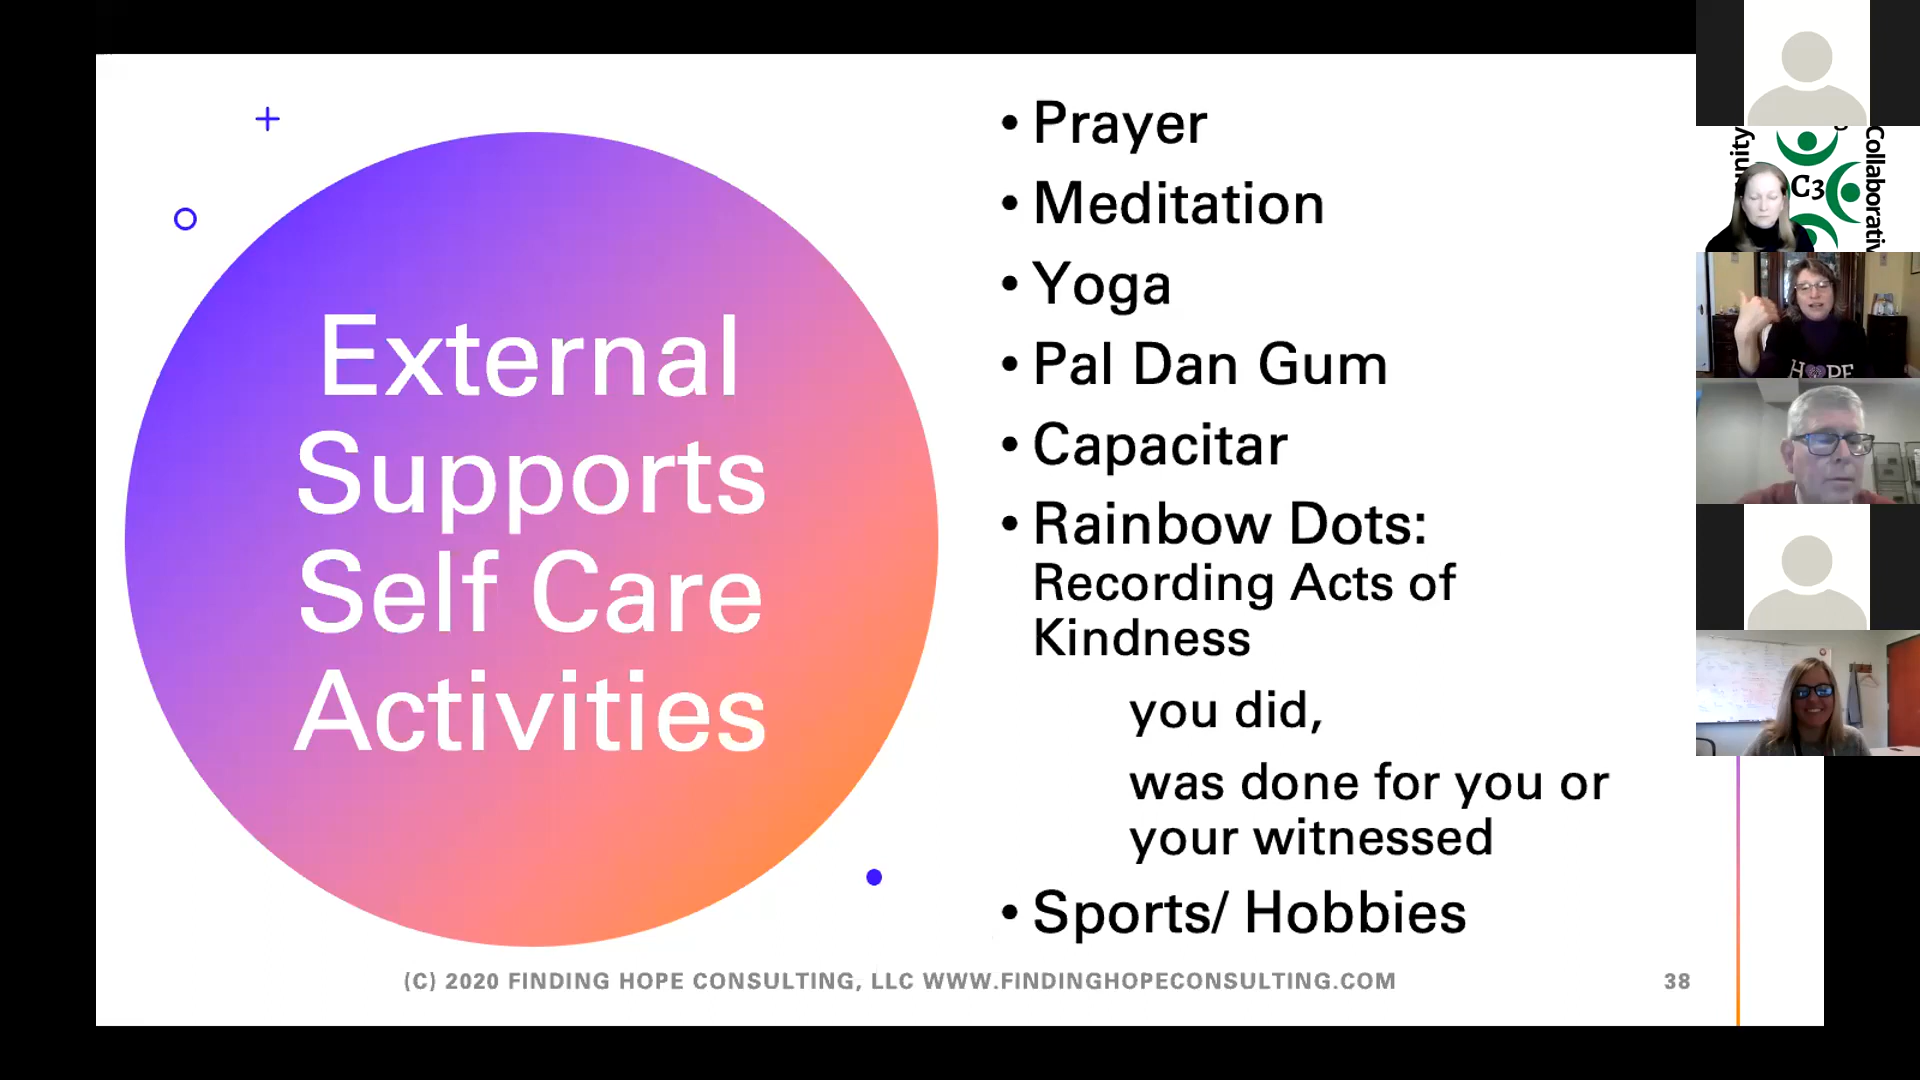 External
Supports
Self Care
Activities
• Prayer
• Meditation
• Yoga
• Pal Dan Gum
• Capacitar
• Rainbow Dots:
Recording Acts of
Kindness
you did,
was done for you or
your witnessed
• Sports/ Hobbies
(C) 2020 FINDING HOPE CONSULTING, LLC WWW.FINDINGHOPECONSULTING.COM
38
C3
HOPE